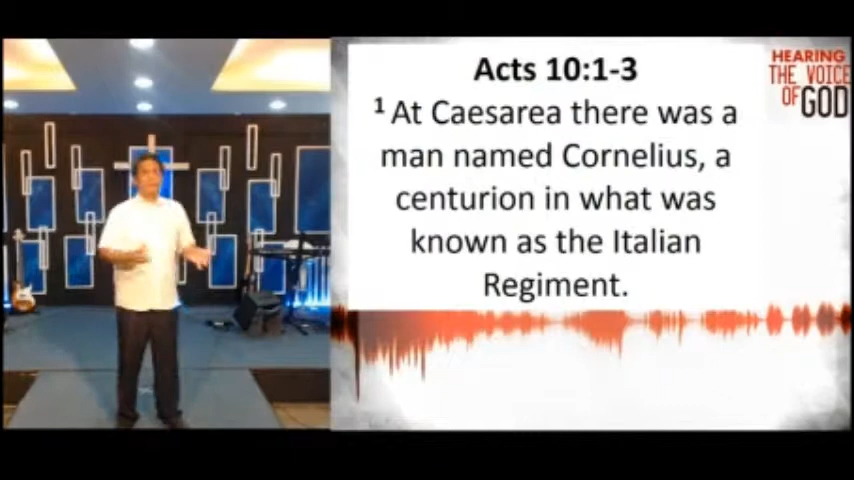 Acts 10:1-3
¹ At Caesarea there was a
man named Cornelius, a
centurion in what was
known as the Italian
Regiment.
HEARING
THE VOICE
OF GOD